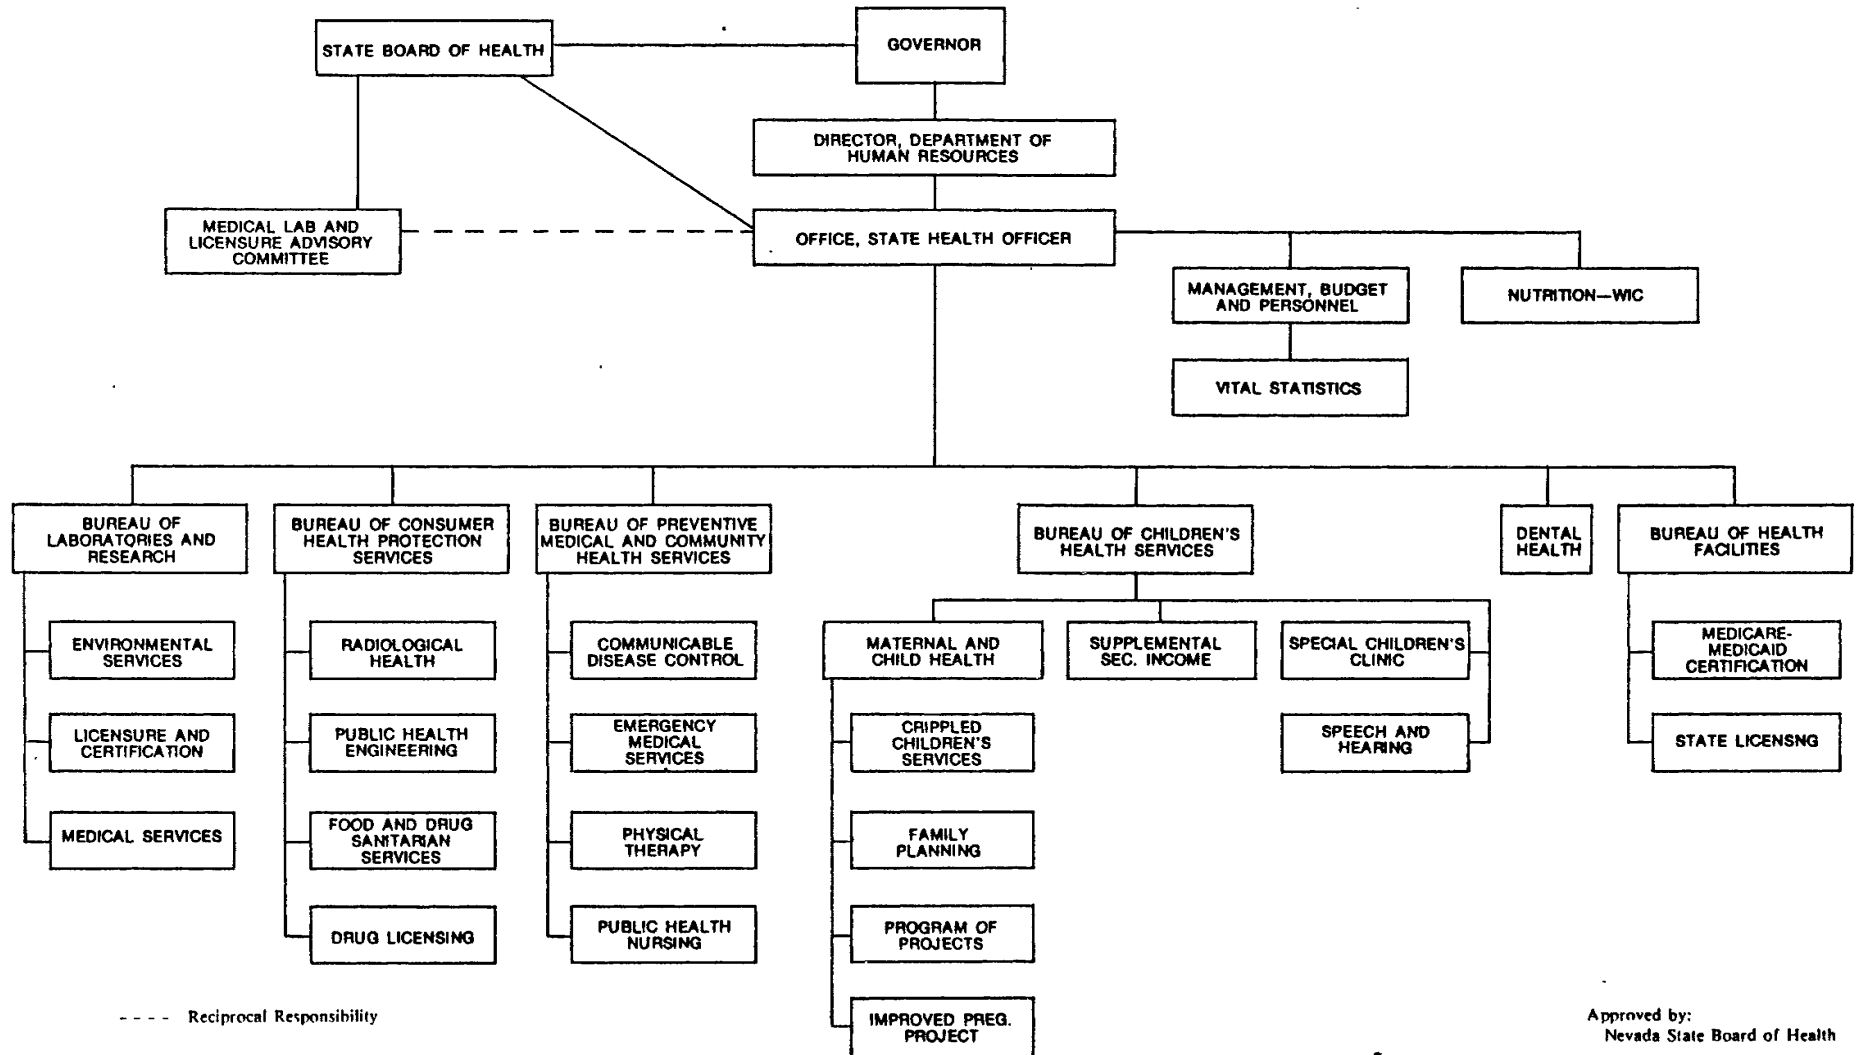 STATE BOARD OF HEALTH
GOVERNOR
DIRECTOR, DEPARTMENT OF
HUMAN RESOURCES
MEDICAL LAB AND
LICENSURE ADVISORY
COMMITTEE
OFFICE, STATE HEALTH OFFICER
MANAGEMENT, BUDGET
AND PERSONNEL
NUTRITION—WIC
VITAL STATISTICS
BUREAU OF
LABORATORIES AND
RESEARCH
BUREAU OF CONSUMER
HEALTH PROTECTION
SERVICES
BUREAU OF PREVENTIVE
MEDICAL AND COMMUNITY
HEALTH SERVICES
BUREAU OF CHILDREN'S
HEALTH SERVICES
DENTAL
HEALTH
BUREAU OF HEALTH
FACILITIES
ENVIRONMENTAL
SERVICES
LICENSURE AND
CERTIFICATION
MEDICAL SERVICES
RADIOLOGICAL
HEALTH
PUBLIC HEALTH
ENGINEERING
FOOD AND DRUG
SANITARIAN
SERVICES
DRUG LICENSING
COMMUNICABLE
DISEASE CONTROL
EMERGENCY
MEDICAL
SERVICES
PHYSICAL
THERAPY
PUBLIC HEALTH
NURSING
MATERNAL AND
CHILD HEALTH
CRIPPLED
CHILDREN'S
SERVICES
FAMILY
PLANNING
PROGRAM OF
PROJECTS
IMPROVED PREG.
PROJECT
SUPPLEMENTAL
SEC. INCOME
SPECIAL CHILDREN'S
CLINIC
SPEECH AND
HEARING
MEDICARE-
MEDICAID
CERTIFICATION
STATE LICENSNG
---- Reciprocal Responsibility
Approved by:
Nevada State Board of Health